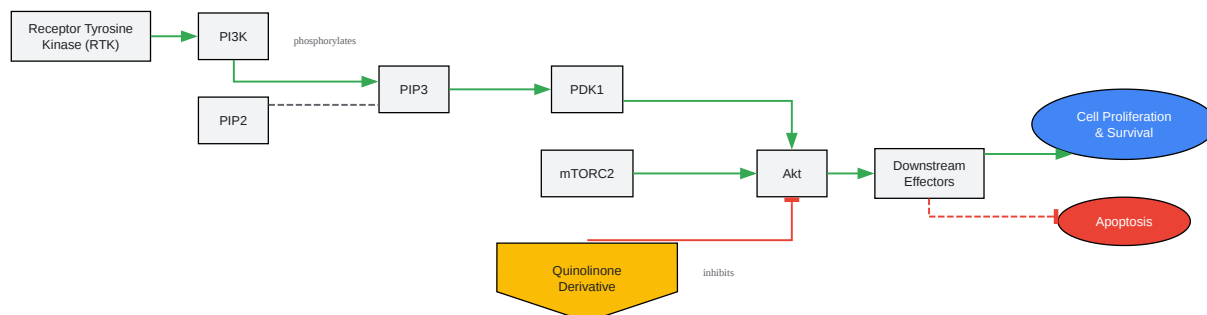 Receptor Tyrosine
Kinase (RTK)
PI3K
phosphorylates
PIP2
PIP3
PDK1
mTORC2
Akt
Downstream
Effectors
Cell Proliferation
& Survival
Apoptosis
Quinolinone
Derivative
inhibits